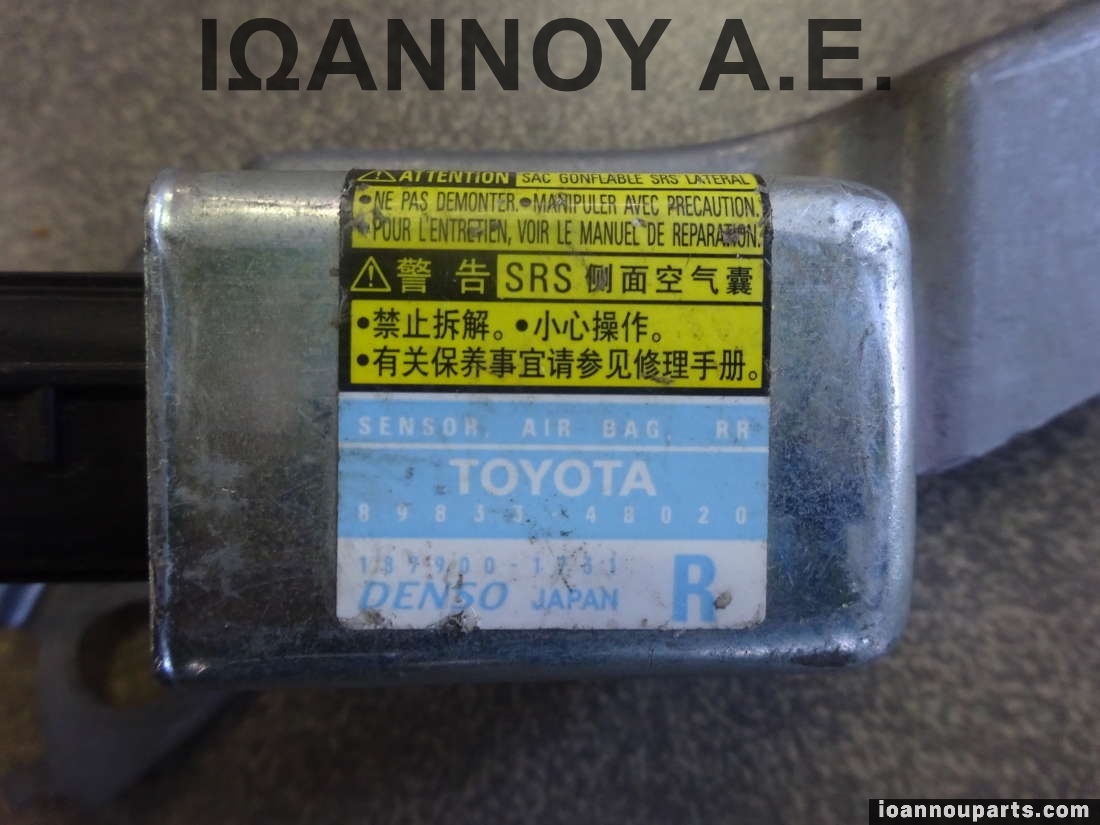 ΙΩΑΝΝΟΥ Α.Ε.
⚠ATTENTION SAC GONFLABLE SRS LATERAL
•NE PAS DEMONTER.•MANIPULER AVEC PRECAUTION.
•POUR L'ENTRETIEN, VOIR LE MANUEL DE REPARATION.
⚠警告 SRS 侧面空气囊
•禁止拆解。•小心操作。
•有关保养事宜请参见修理手册。
SENSOR, AIR BAG, RR
TOYOTA
89833-48020
DENSO JAPAN R
ioannouparts.com